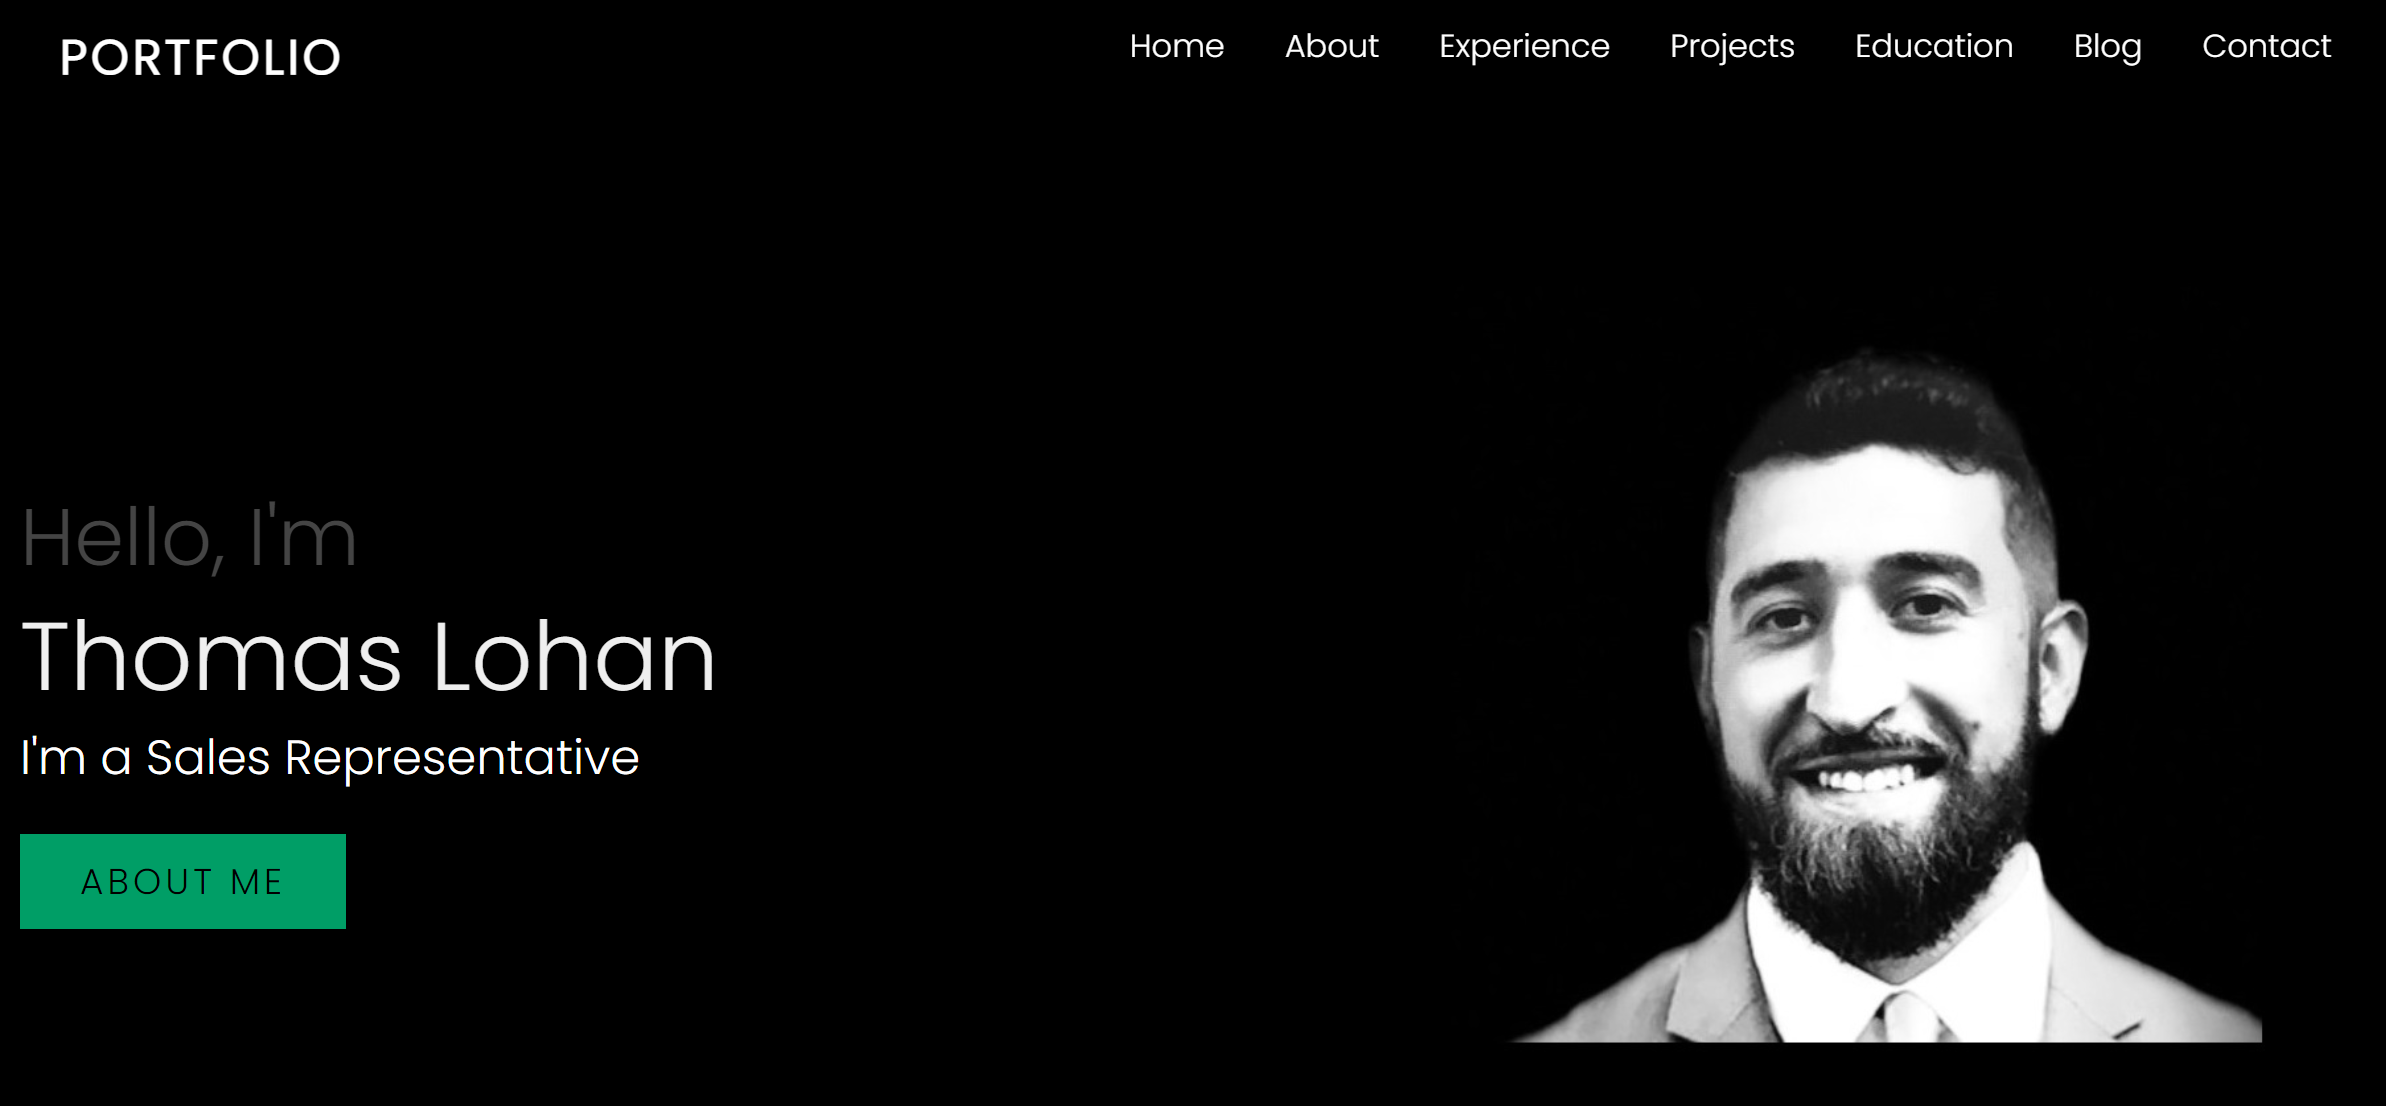 PORTFOLIO
Home About Experience Projects Education Blog Contact
Hello, I'm
Thomas Lohan
I'm a Sales Representative
ABOUT ME